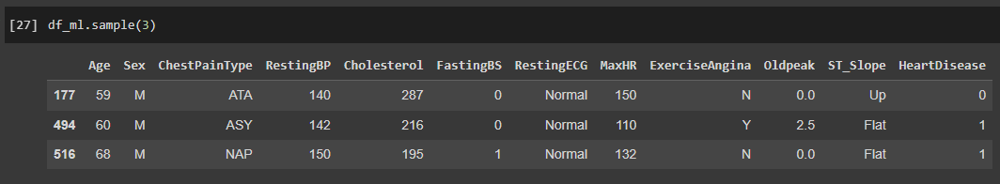 [27] df_ml.sample(3)
Age Sex ChestPainType RestingBP Cholesterol FastingBS RestingECG MaxHR ExerciseAngina Oldpeak ST_Slope HeartDisease
177 59 M ATA 140 287 0 Normal 150 N 0.0 Up 0
494 60 M ASY 142 216 0 Normal 110 Y 2.5 Flat 1
516 68 M NAP 150 195 1 Normal 132 N 0.0 Flat 1